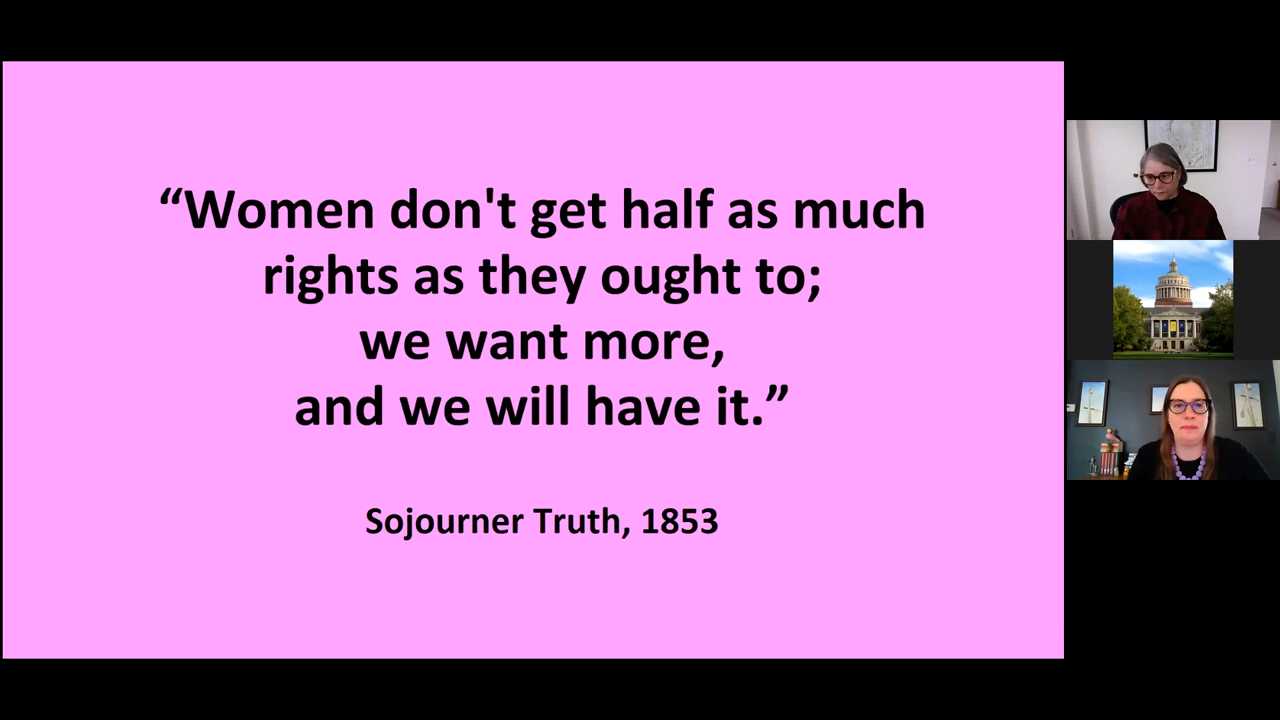 “Women don't get half as much
rights as they ought to;
we want more,
and we will have it.”
Sojourner Truth, 1853